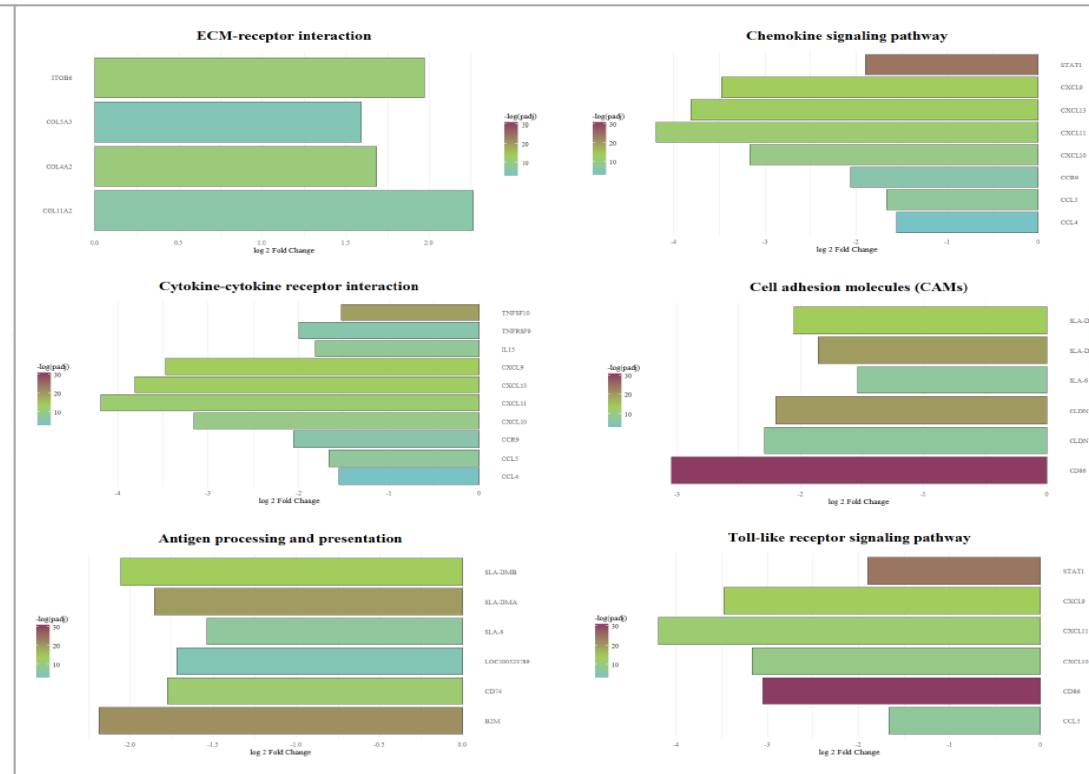 ECM-receptor interaction
ITGB6
COL5A3
COL4A2
COL11A2
0.0 0.5 1.0 1.5 2.0
log 2 Fold Change
-log(padj)
30
20
10
Chemokine signaling pathway
-log(padj)
30
20
10
STAT1
CXCL9
CXCL13
CXCL11
CXCL10
CCR9
CCL5
CCL4
-4 -3 -2 -1 0
log 2 Fold Change
Cytokine-cytokine receptor interaction
-log(padj)
30
20
10
TNFSF10
TNFRSF9
IL15
CXCL9
CXCL13
CXCL11
CXCL10
CCR9
CCL5
CCL4
-4 -3 -2 -1 0
log 2 Fold Change
Cell adhesion molecules (CAMs)
-log(padj)
30
20
10
SLA-D
SLA-D
SLA-6
CLDN
CLDN
CD86
-3 -2 -1 0
log 2 Fold Change
Antigen processing and presentation
-log(padj)
30
20
10
SLA-DMB
SLA-DMA
SLA-6
LOC100523789
CD74
B2M
-2.0 -1.5 -1.0 -0.5 0.0
log 2 Fold Change
Toll-like receptor signaling pathway
-log(padj)
30
20
10
STAT1
CXCL9
CXCL11
CXCL10
CD86
CCL5
-4 -3 -2 -1 0
log 2 Fold Change